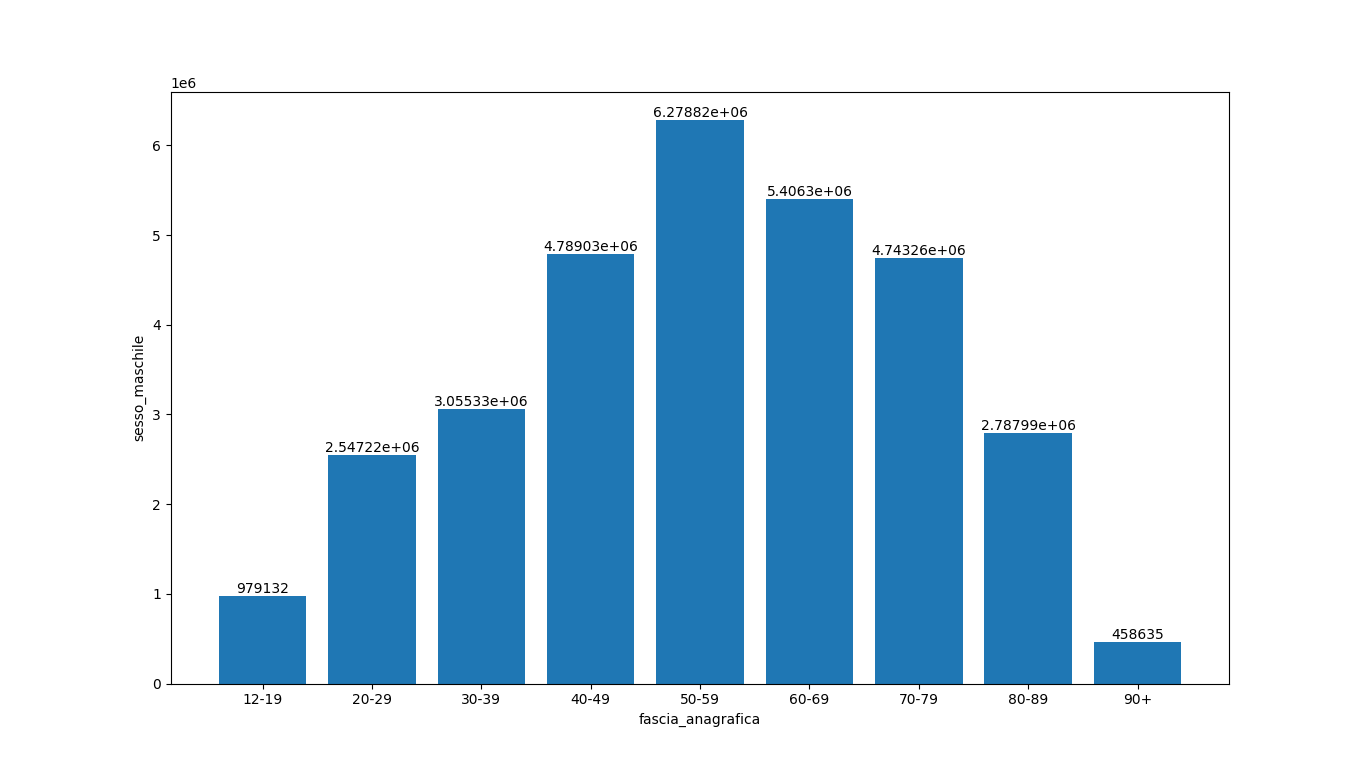 1e6
6.27882e+06
6
5.4063e+06
5
4.78903e+06
4.74326e+06
4
sesso_maschile
3.05533e+06
3
2.78799e+06
2.54722e+06
2
1
979132
458635
0
12-19 20-29 30-39 40-49 50-59 60-69 70-79 80-89 90+
fascia_anagrafica